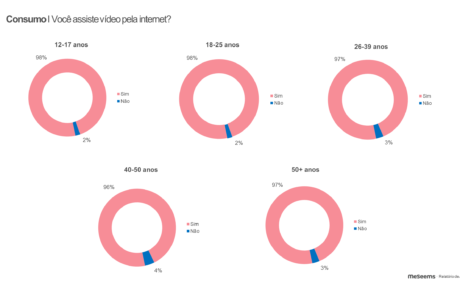 Consumo I Você assiste vídeo pela internet?
12-17 anos
98%
Sim
Não
2%
18-25 anos
98%
Sim
Não
2%
26-39 anos
97%
Sim
Não
3%
40-50 anos
96%
Sim
Não
4%
50+ anos
97%
Sim
Não
3%
meseems